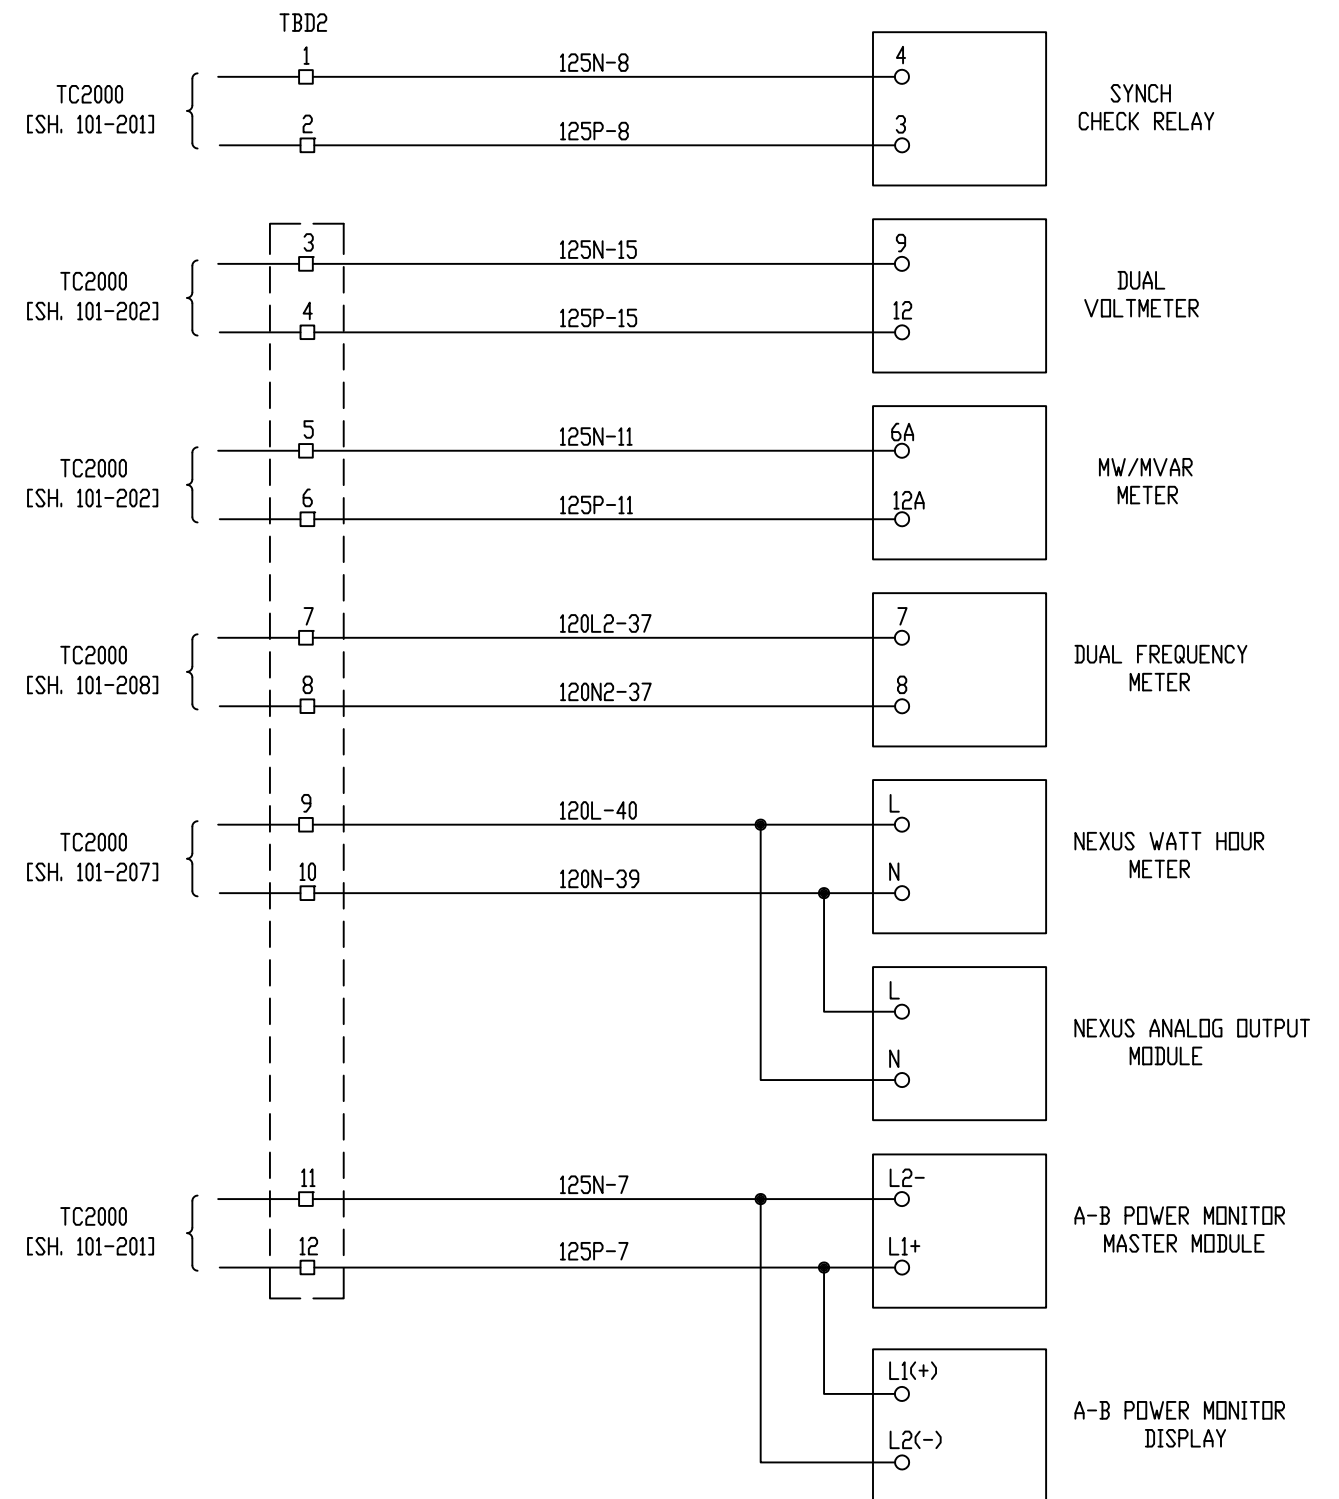 TBD2
1
125N-8
4
TC2000
[SH. 101-201]
2
125P-8
3
SYNCH
CHECK RELAY
3
125N-15
9
TC2000
[SH. 101-202]
4
125P-15
12
DUAL
VOLTMETER
5
125N-11
6A
TC2000
[SH. 101-202]
6
125P-11
12A
MW/MVAR
METER
7
120L2-37
7
TC2000
[SH. 101-208]
8
120N2-37
8
DUAL FREQUENCY
METER
9
120L-40
L
TC2000
[SH. 101-207]
10
120N-39
N
NEXUS WATT HOUR
METER
L
N
NEXUS ANALOG OUTPUT
MODULE
11
125N-7
L2-
TC2000
[SH. 101-201]
12
125P-7
L1+
A-B POWER MONITOR
MASTER MODULE
L1(+)
L2(-)
A-B POWER MONITOR
DISPLAY